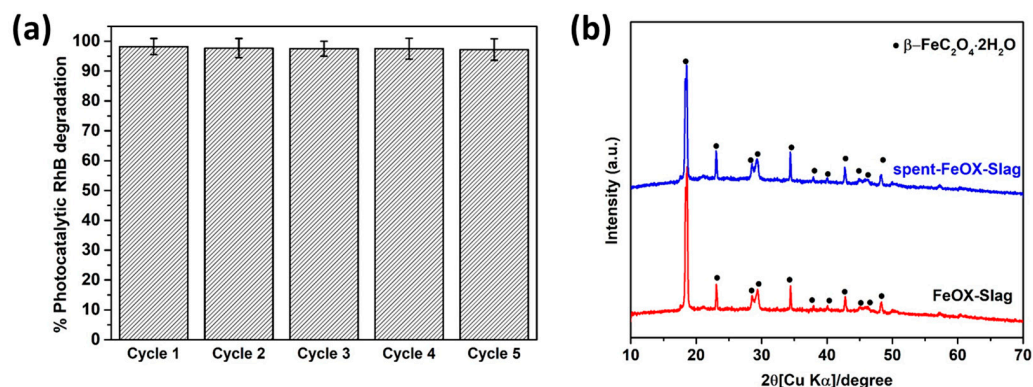 (a)
% Photocatalytic RhB degradation
100
90
80
70
60
50
40
30
20
10
0
Cycle 1 Cycle 2 Cycle 3 Cycle 4 Cycle 5
(b)
• β–FeC₂O₄·2H₂O
Intensity (a.u.)
spent-FeOX-Slag
FeOX-Slag
10 20 30 40 50 60 70
2θ[Cu Kα]/degree